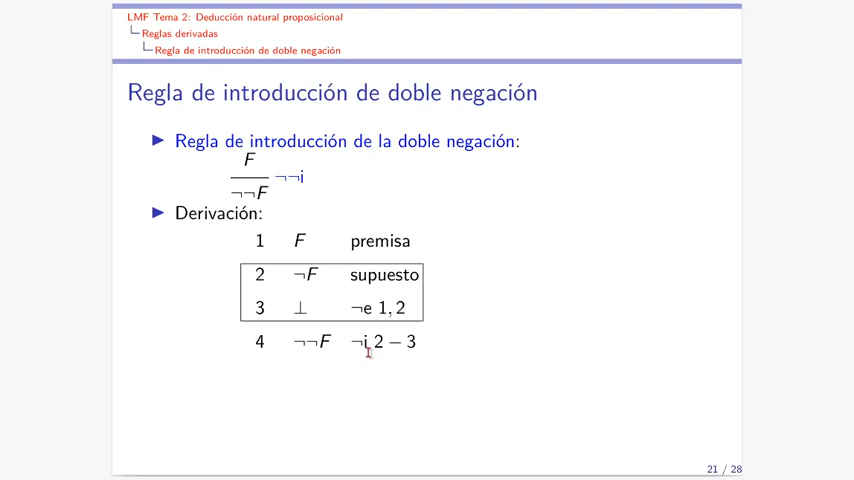 LMF Tema 2: Deducción natural proposicional
Reglas derivadas
Regla de introducción de doble negación
Regla de introducción de doble negación
Regla de introducción de la doble negación:
F
¬¬i
¬¬F
Derivación:
1 F premisa
2 ¬F supuesto
3 ⊥ ¬e 1, 2
4 ¬¬F ¬i 2 − 3
21 / 28